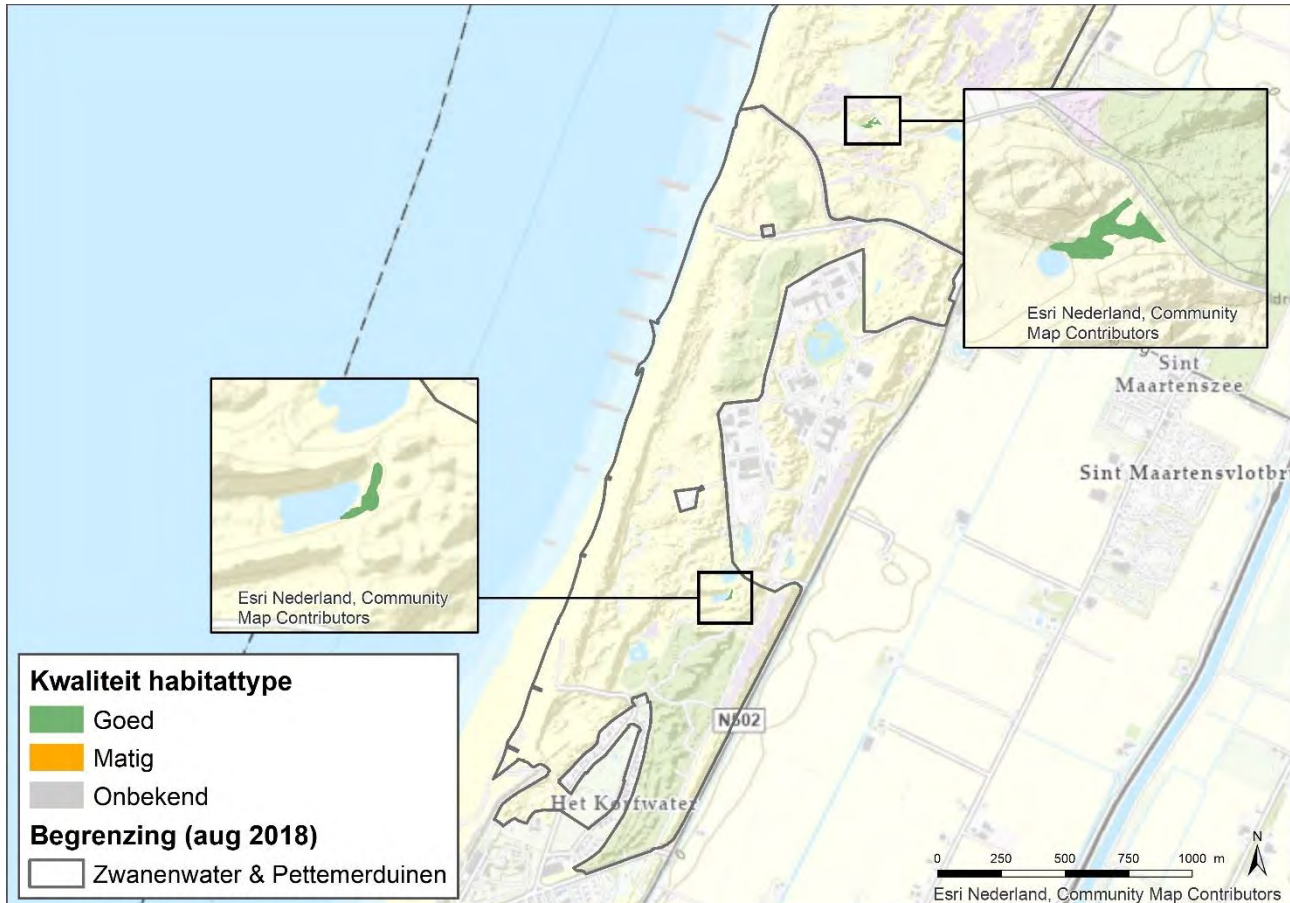 Esri Nederland, Community
Map Contributors
Sint
Maartenszee
Sint Maartensvlotbr
Esri Nederland, Community
Map Contributors
N502
Het Korfwater
Kwaliteit habitattype
Goed
Matig
Onbekend
Begrenzing (aug 2018)
Zwanenwater & Pettemerduinen
N
0 250 500 750 1000 m
Esri Nederland, Community Map Contributors